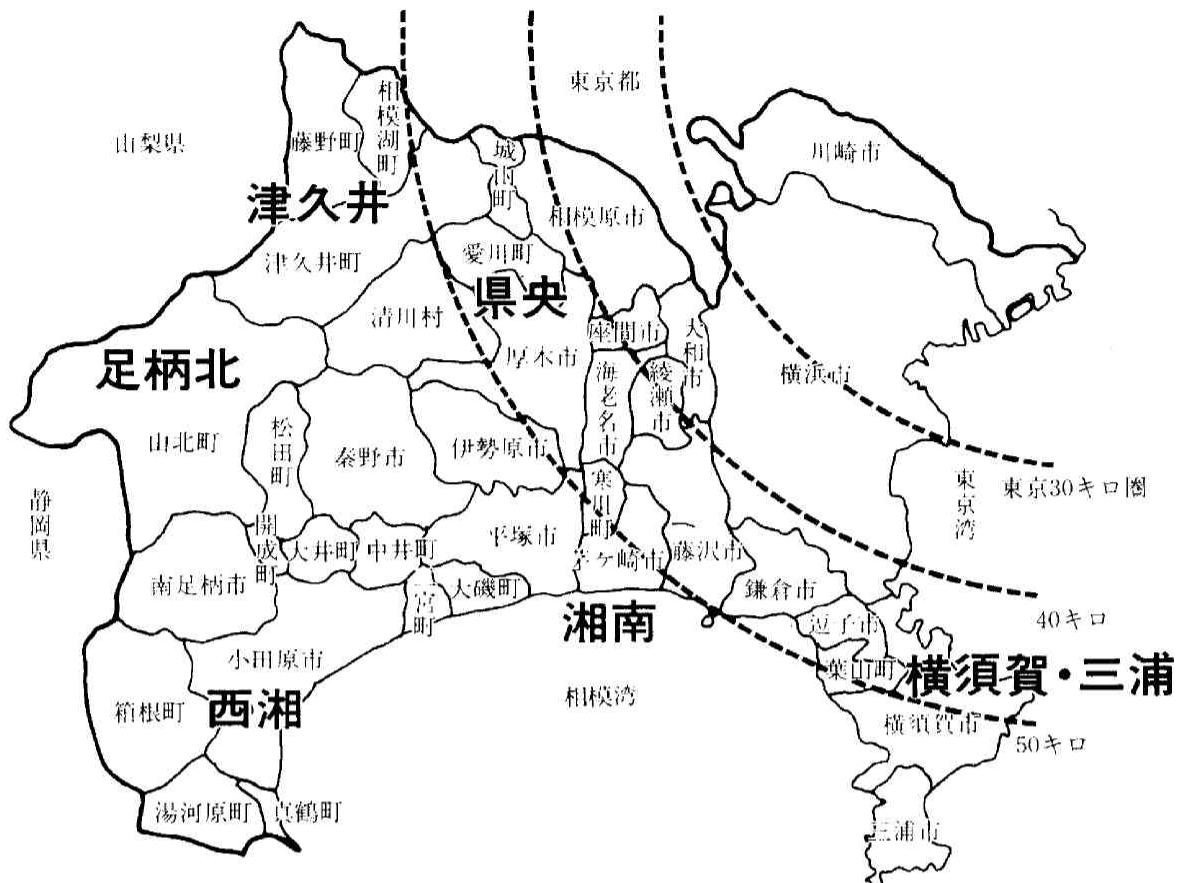 東京都
山梨県
藤野町
相模湖町
城山町
川崎市
津久井
相模原市
津久井町
愛川町
県央
清川村
座間市
大和市
足柄北
厚木市
海老名市
綾瀬市
横浜市
山北町
松田町
秦野市
伊勢原市
寒川町
東京30キロ圏
東京湾
静岡県
開成町
大井町
中井町
平塚市
茅ケ崎市
藤沢市
南足柄市
二宮町
大磯町
鎌倉市
湘南
逗子市
40キロ
小田原市
葉山町
横須賀・三浦
箱根町
西湘
相模湾
横須賀市
50キロ
湯河原町
真鶴町
三浦市